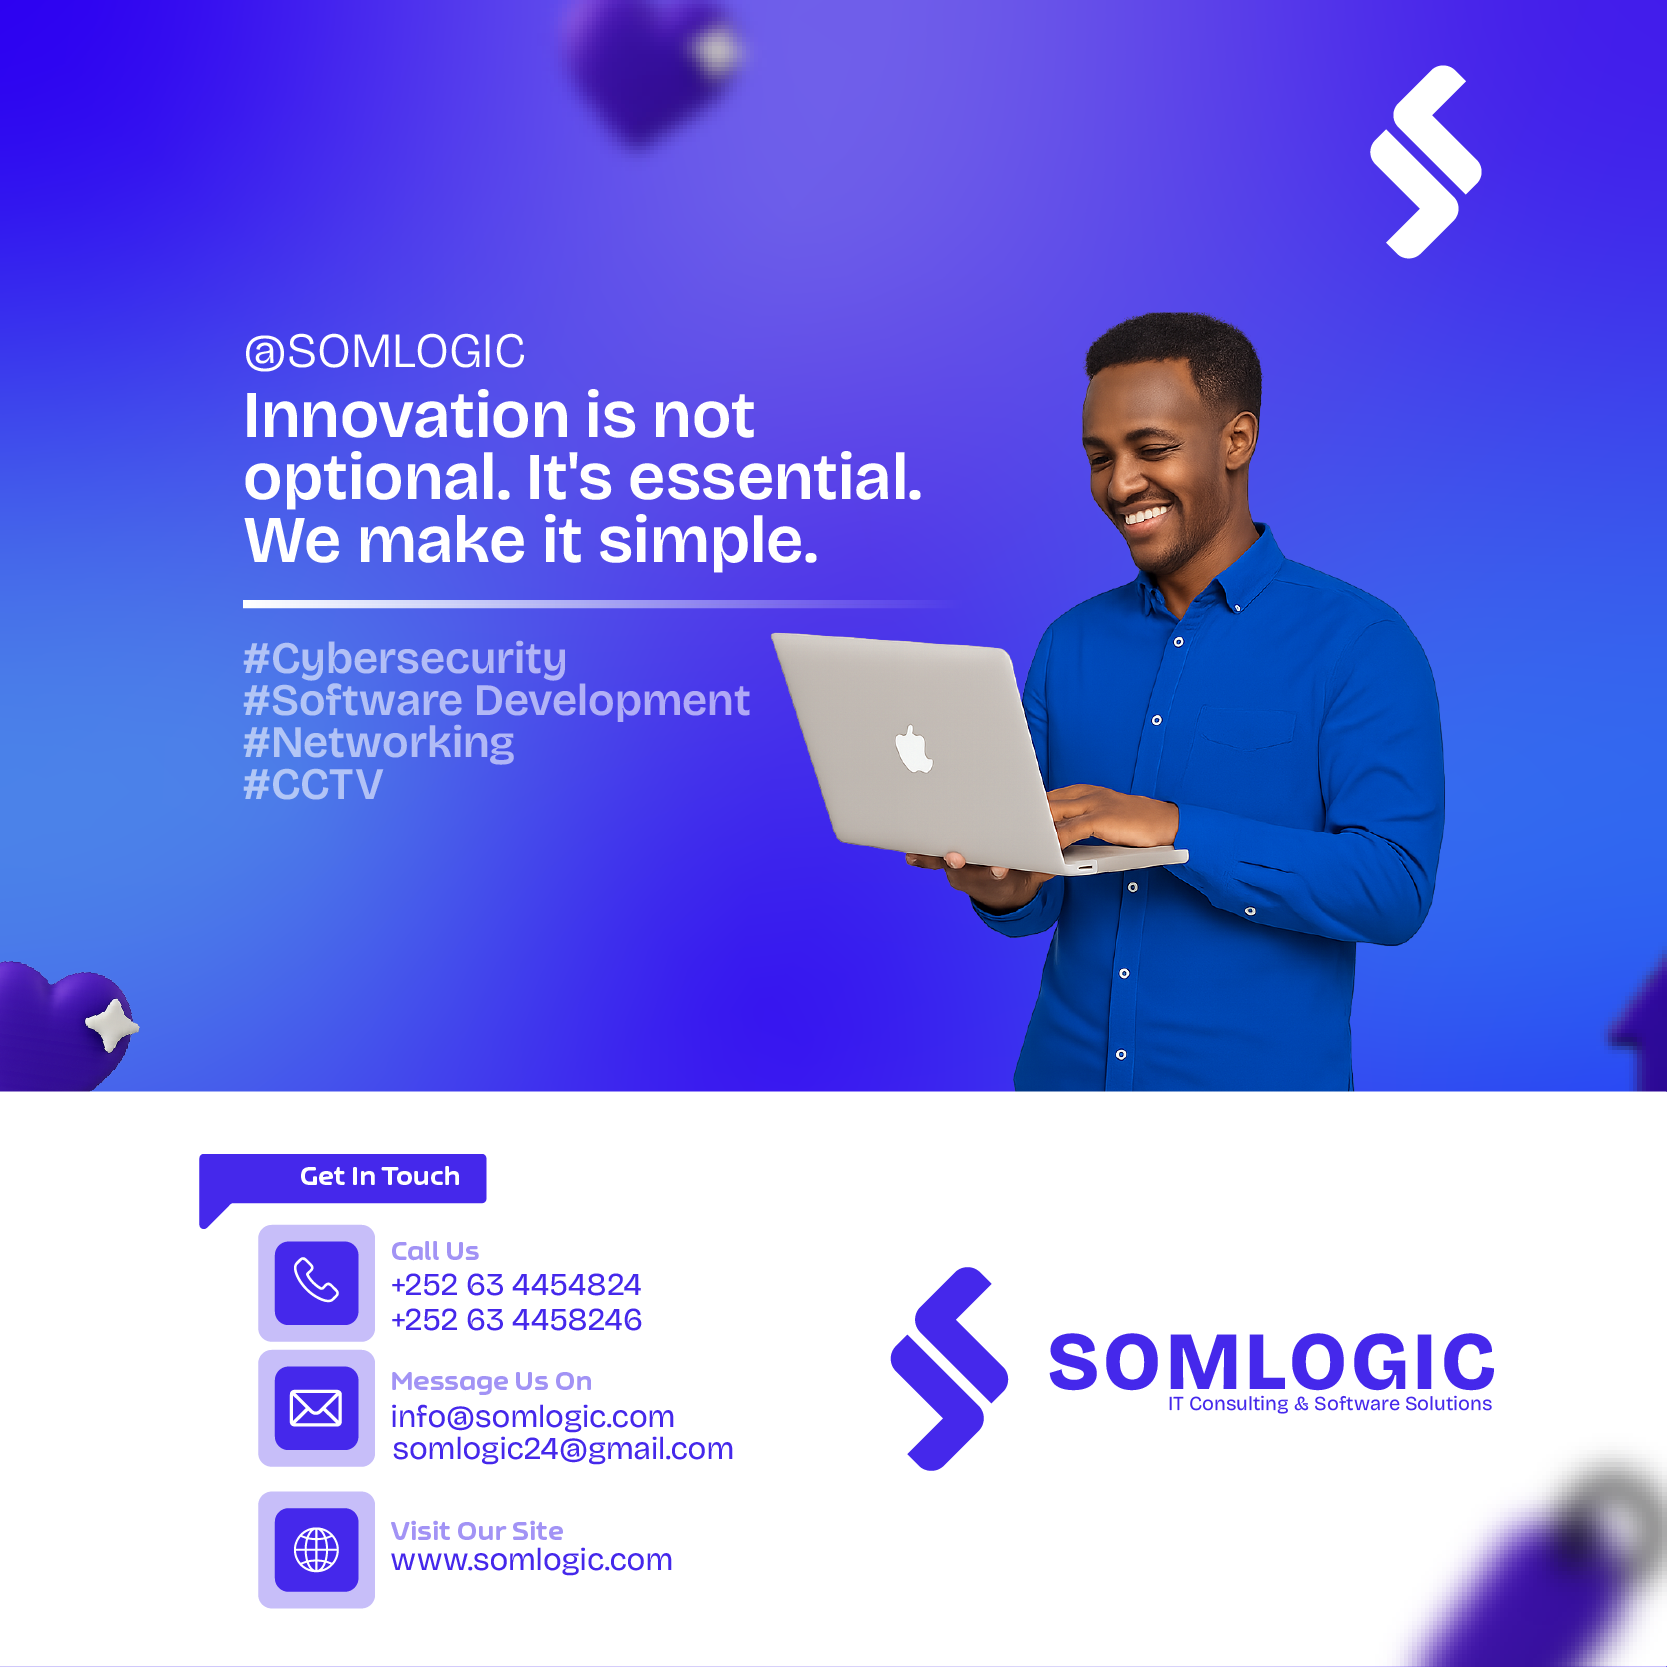 @SOMLOGIC
Innovation is not
optional. It's essential.
We make it simple.
#Cybersecurity
#Software Development
#Networking
#CCTV
Get In Touch
Call Us
+252 63 4454824
+252 63 4458246
Message Us On
info@somlogic.com
somlogic24@gmail.com
Visit Our Site
www.somlogic.com
SOMLOGIC
IT Consulting & Software Solutions